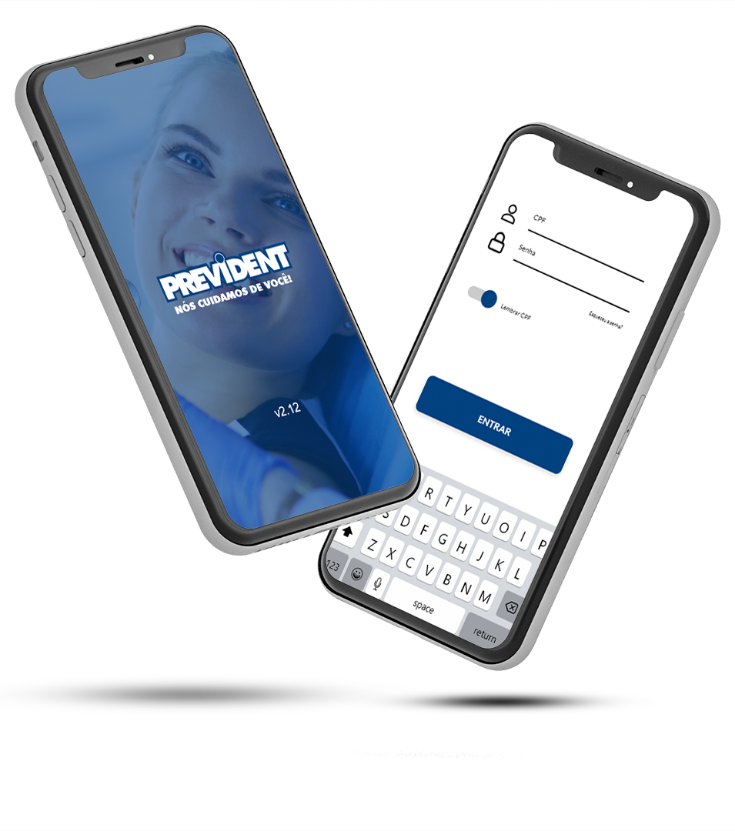 PREVIDENT
NÓS CUIDAMOS DE VOCÊ!
v2.12
CPF
Senha
Lembrar CPF
Esqueceu a senha?
ENTRAR
R T Y U O I P
S D F G H J K L
Z X C V B N M
123
space
return